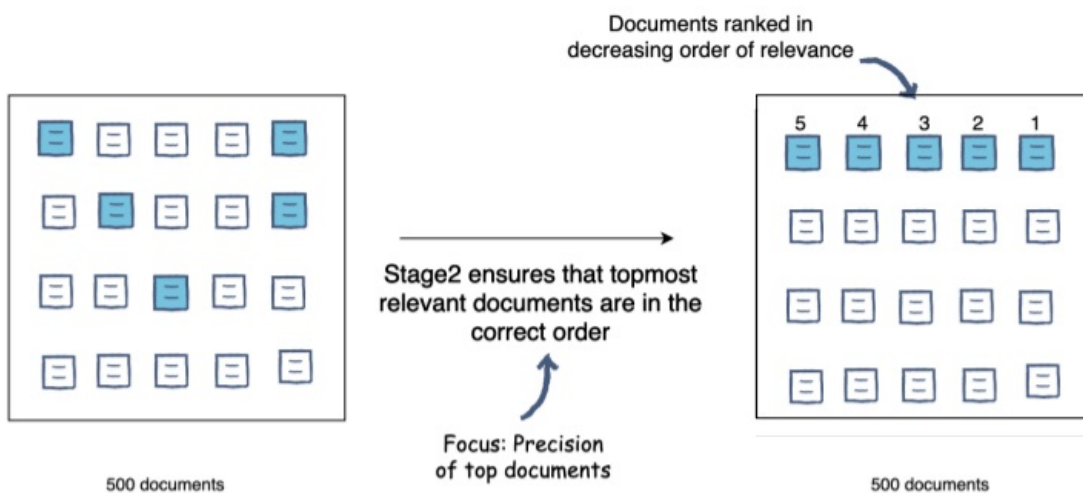 Documents ranked in
decreasing order of relevance
5 4 3 2 1
Stage2 ensures that topmost
relevant documents are in the
correct order
Focus: Precision
of top documents
500 documents
500 documents